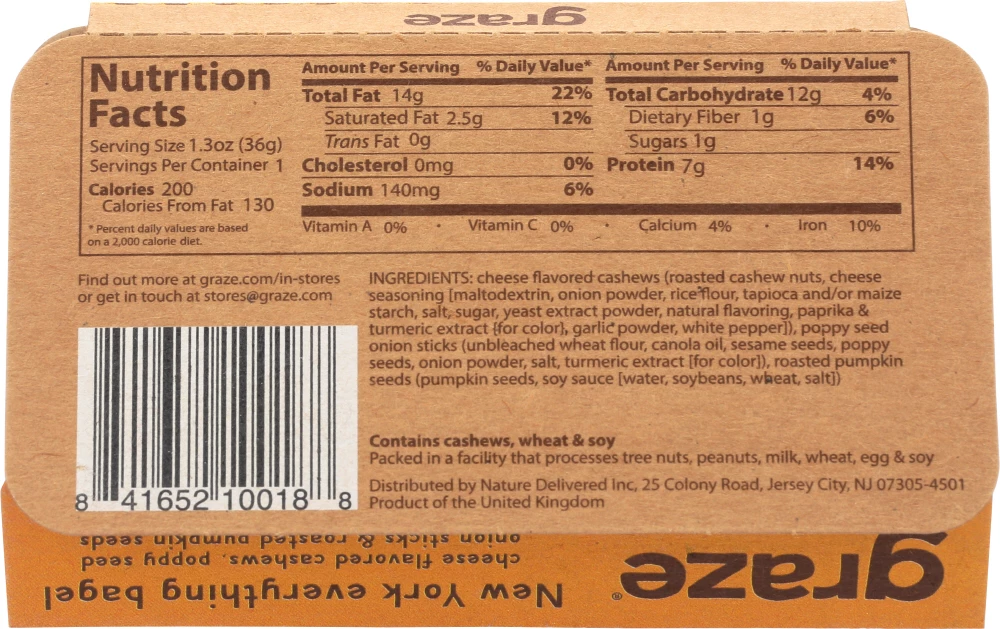 graze
Nutrition
Facts
Serving Size 1.3oz (36g)
Servings Per Container 1
Calories 200
Calories From Fat 130
* Percent daily values are based
on a 2,000 calorie diet.
Amount Per Serving % Daily Value*
Total Fat 14g 22%
Saturated Fat 2.5g 12%
Trans Fat 0g
Cholesterol 0mg 0%
Sodium 140mg 6%
Amount Per Serving % Daily Value*
Total Carbohydrate 12g 4%
Dietary Fiber 1g 6%
Sugars 1g
Protein 7g 14%
Vitamin A 0% • Vitamin C 0% • Calcium 4% • Iron 10%
Find out more at graze.com/in-stores
or get in touch at stores@graze.com
INGREDIENTS: cheese flavored cashews (roasted cashew nuts, cheese
seasoning [maltodextrin, onion powder, rice flour, tapioca and/or maize
starch, salt, sugar, yeast extract powder, natural flavoring, paprika &
turmeric extract {for color}, garlic powder, white pepper]), poppy seed
onion sticks (unbleached wheat flour, canola oil, sesame seeds, poppy
seeds, onion powder, salt, turmeric extract [for color]), roasted pumpkin
seeds (pumpkin seeds, soy sauce [water, soybeans, wheat, salt])
Contains cashews, wheat & soy
Packed in a facility that processes tree nuts, peanuts, milk, wheat, egg & soy
Distributed by Nature Delivered Inc, 25 Colony Road, Jersey City, NJ 07305-4501
Product of the United Kingdom
8 41652 10018 8
graze®
New York everything bagel
cheese flavored cashews, poppy seed
onion sticks & roasted pumpkin seeds